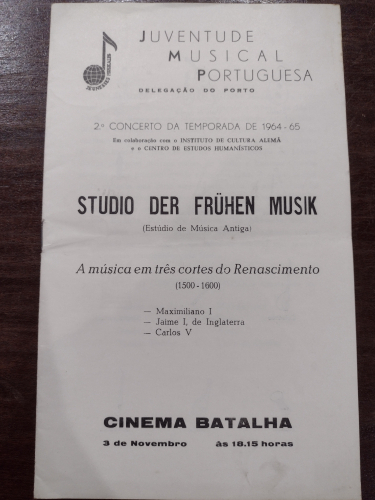 JUVENTUDE
MUSICAL
PORTUGUESA
DELEGAÇÃO DO PORTO
2.º CONCERTO DA TEMPORADA DE 1964-65
Em colaboração com o INSTITUTO DE CULTURA ALEMÃ
e o CENTRO DE ESTUDOS HUMANÍSTICOS
STUDIO DER FRÜHEN MUSIK
(Estúdio de Música Antiga)
A música em três cortes do Renascimento
(1500-1600)
— Maximiliano I
— Jaime I, de Inglaterra
— Carlos V
CINEMA BATALHA
3 de Novembro às 18.15 horas